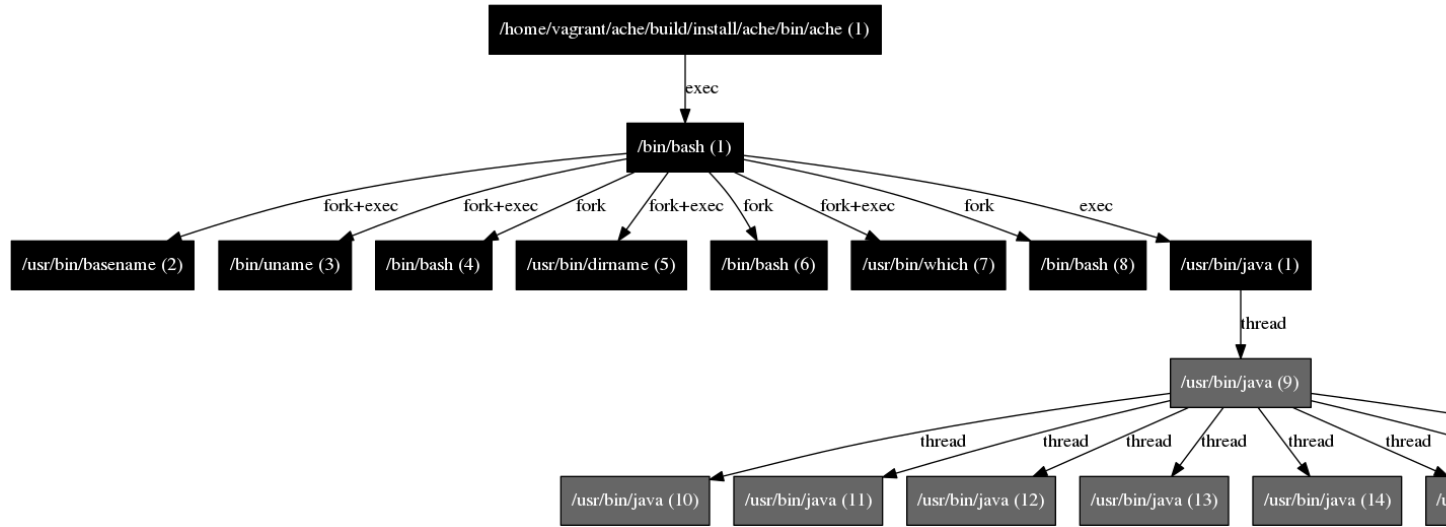 /home/vagrant/ache/build/install/ache/bin/ache (1)
exec
/bin/bash (1)
fork+exec fork+exec fork fork+exec fork fork+exec fork exec
/usr/bin/basename (2) /bin/uname (3) /bin/bash (4) /usr/bin/dirname (5) /bin/bash (6) /usr/bin/which (7) /bin/bash (8) /usr/bin/java (1)
thread
/usr/bin/java (9)
thread thread thread thread thread thread
/usr/bin/java (10) /usr/bin/java (11) /usr/bin/java (12) /usr/bin/java (13) /usr/bin/java (14)